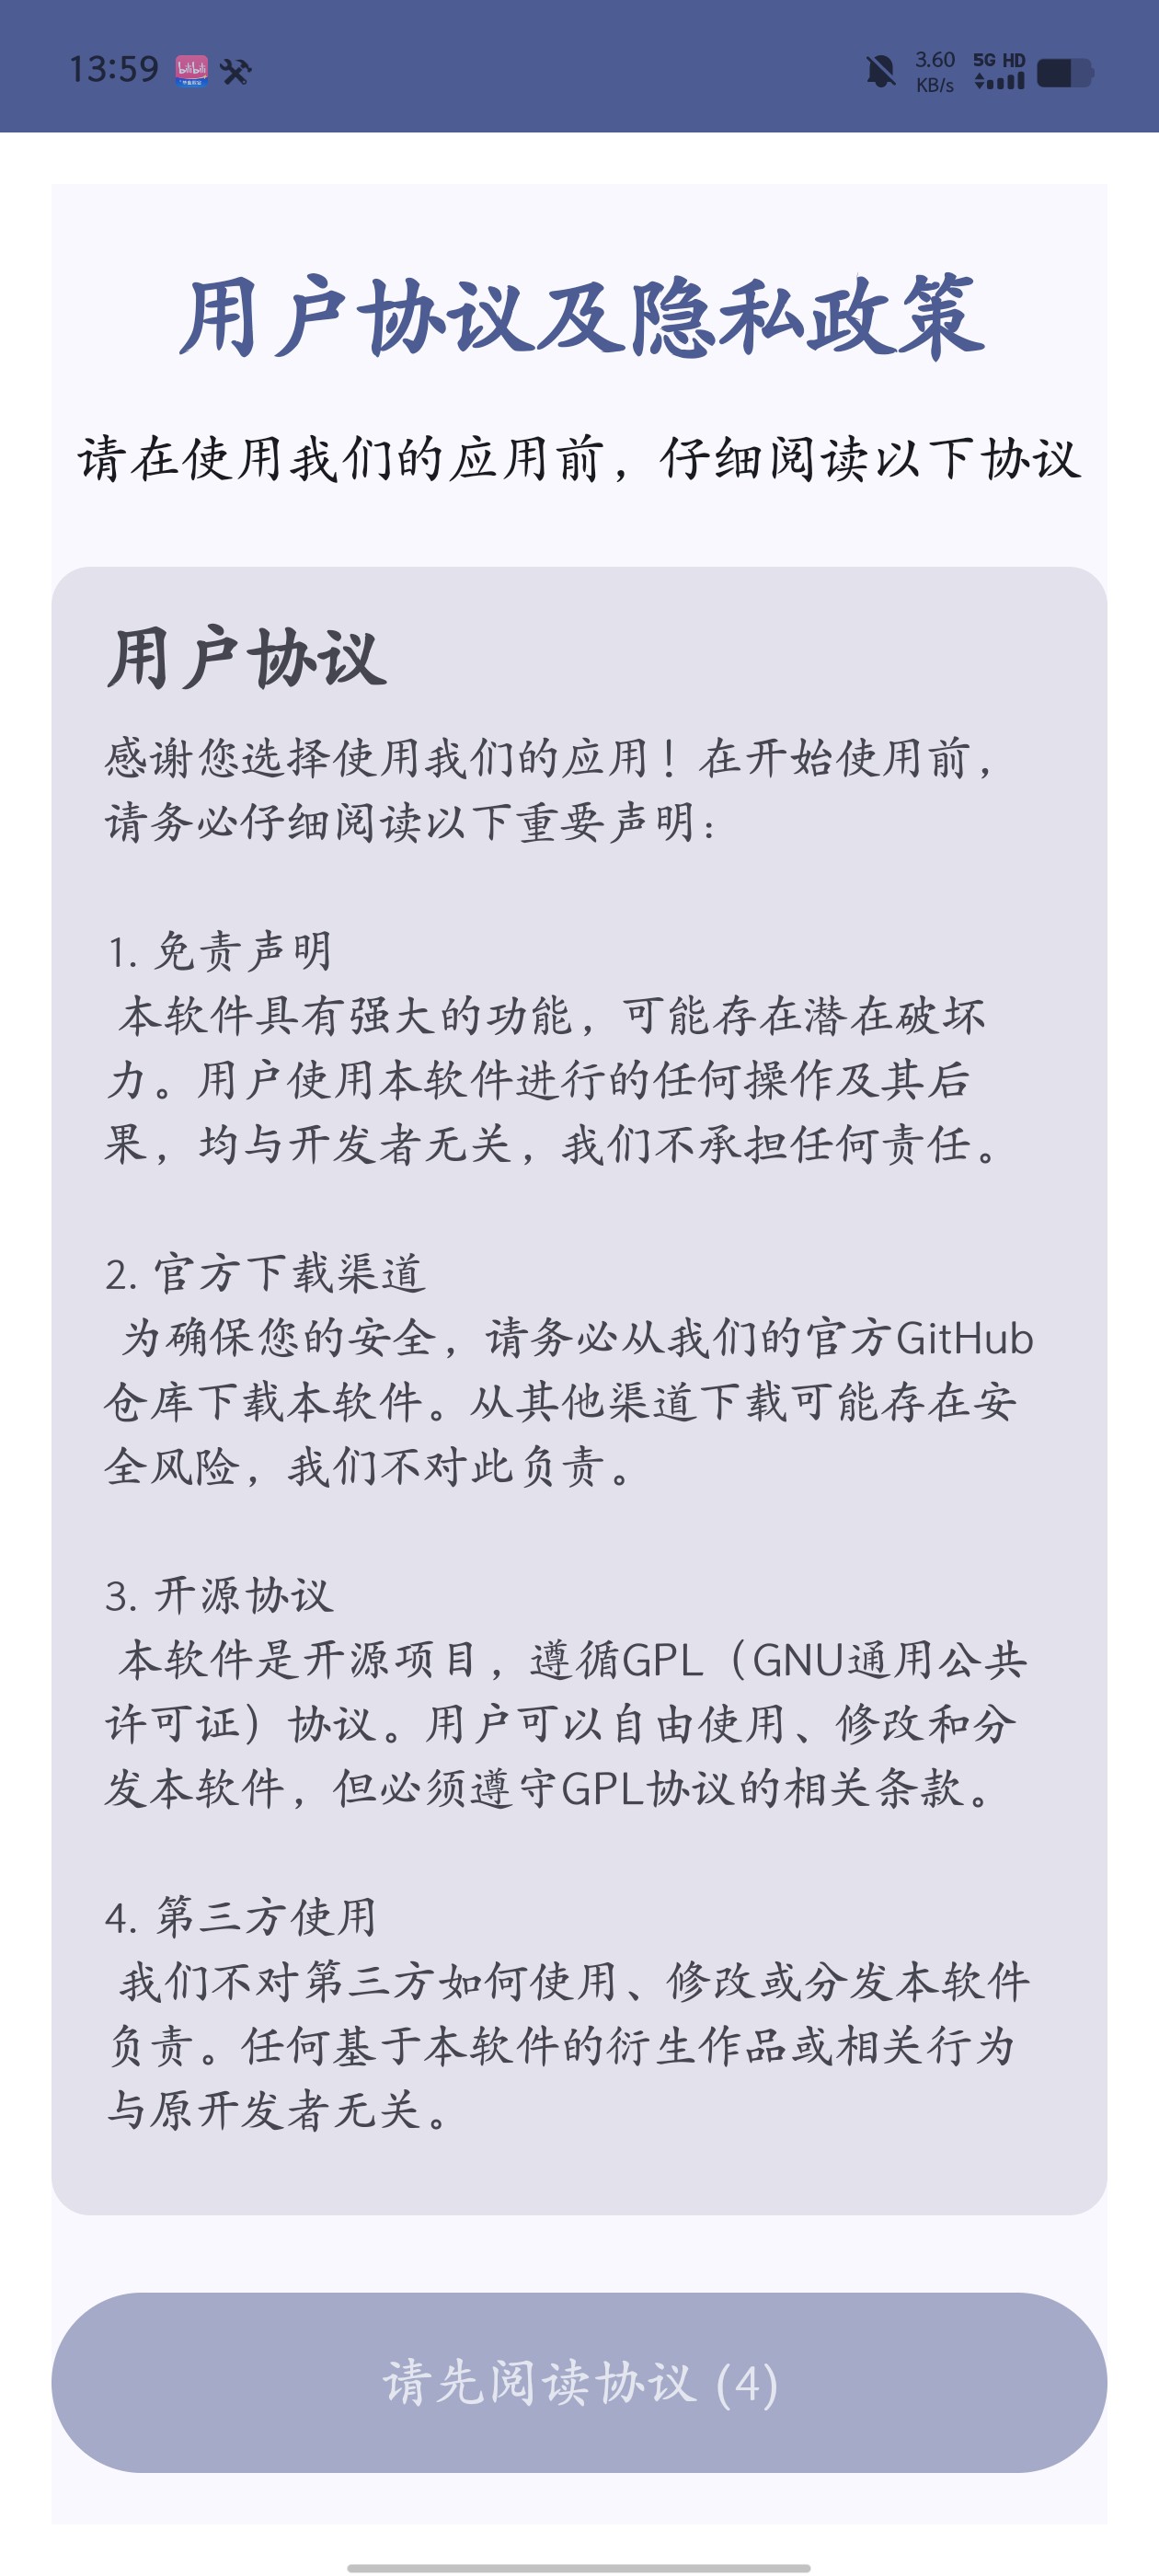 13:59
3.60
KB/s
5G HD
用户协议及隐私政策
请在使用我们的应用前，仔细阅读以下协议
用户协议
感谢您选择使用我们的应用！在开始使用前，
请务必仔细阅读以下重要声明：
1. 免责声明
本软件具有强大的功能，可能存在潜在破坏
力。用户使用本软件进行的任何操作及其后
果，均与开发者无关，我们不承担任何责任。
2. 官方下载渠道
为确保您的安全，请务必从我们的官方GitHub
仓库下载本软件。从其他渠道下载可能存在安
全风险，我们不对此负责。
3. 开源协议
本软件是开源项目，遵循GPL（GNU通用公共
许可证）协议。用户可以自由使用、修改和分
发本软件，但必须遵守GPL协议的相关条款。
4. 第三方使用
我们不对第三方如何使用、修改或分发本软件
负责。任何基于本软件的衍生作品或相关行为
与原开发者无关。
请先阅读协议 (4)